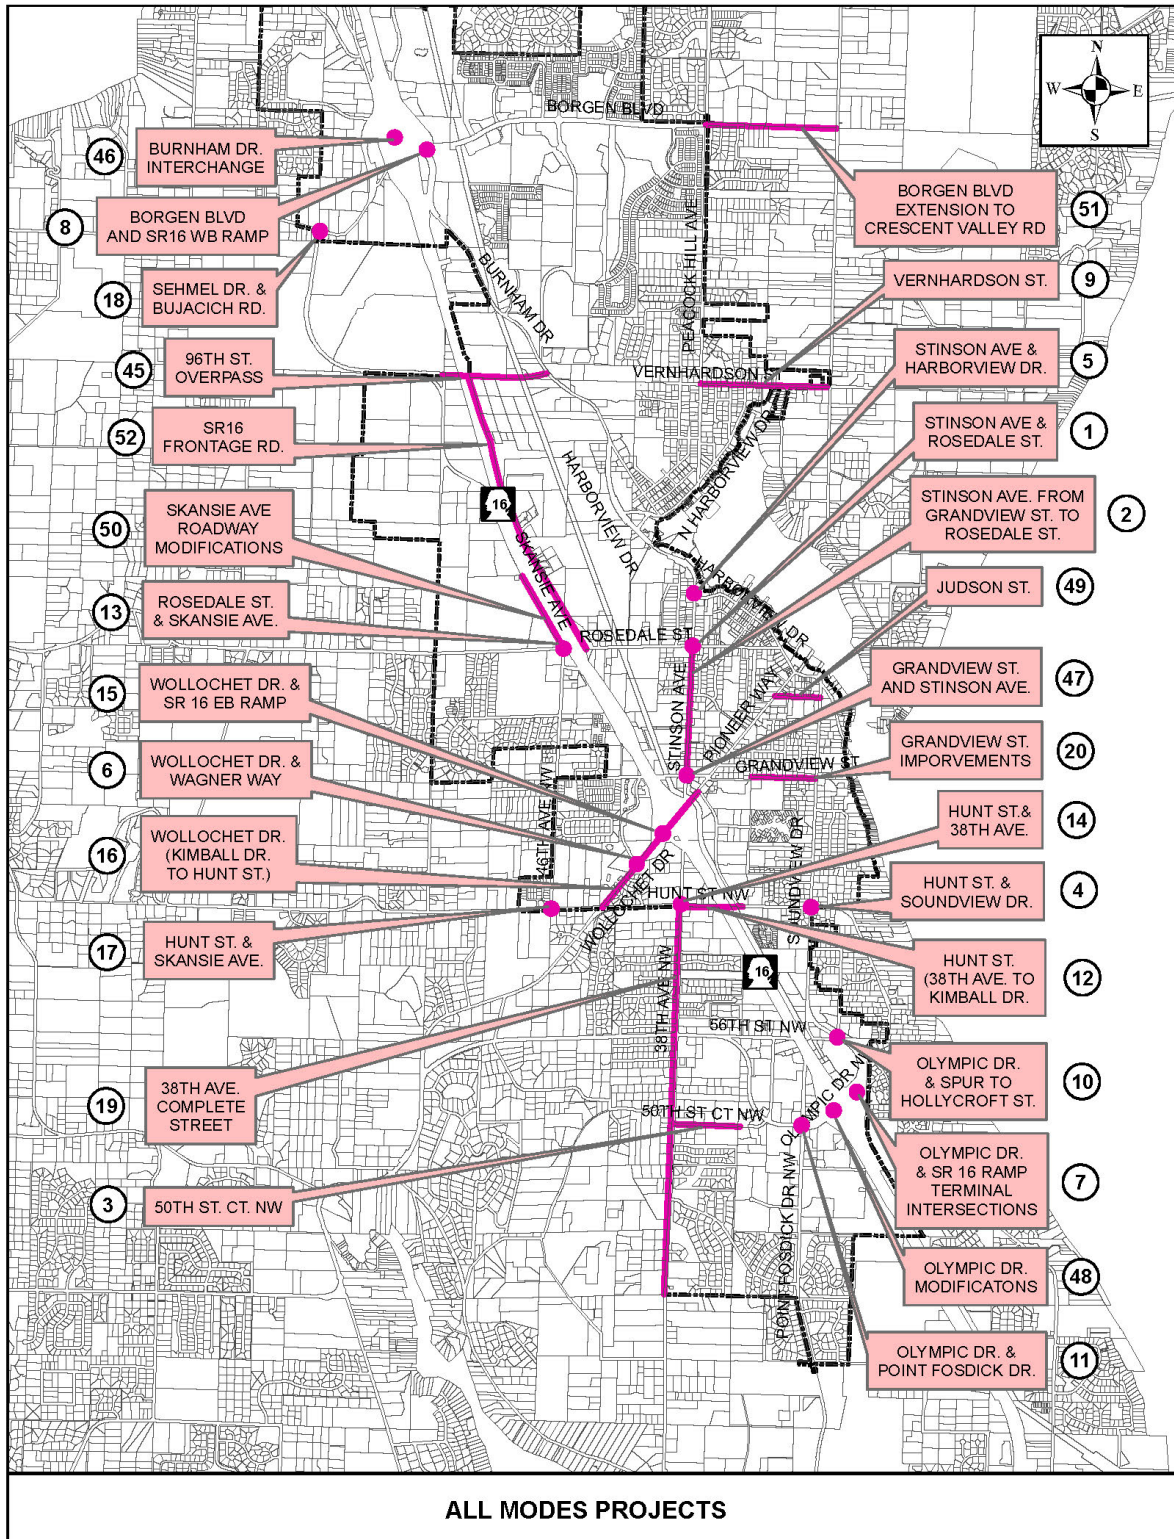 N
W
E
S
BORGEN BLVD
46
BURNHAM DR.
INTERCHANGE
8
BORGEN BLVD
AND SR16 WB RAMP
18
SEHMEL DR. &
BUJACICH RD.
45
96TH ST.
OVERPASS
52
SR16
FRONTAGE RD.
50
SKANSIE AVE
ROADWAY
MODIFICATIONS
13
ROSEDALE ST.
& SKANSIE AVE.
15
WOLLOCHET DR. &
SR 16 EB RAMP
6
WOLLOCHET DR. &
WAGNER WAY
16
WOLLOCHET DR.
(KIMBALL DR.
TO HUNT ST.)
17
HUNT ST. &
SKANSIE AVE.
19
38TH AVE.
COMPLETE
STREET
3
50TH ST. CT. NW
BURNHAM DR
PEACOCK HILL AVE
VERNHARDSON ST
N HARBORVIEW DR
HARBORVIEW DR
16
SKANSIE AVE
HARBORVIEW DR
ROSEDALE ST
STINSON AVE
PIONEER WAY
GRANDVIEW ST
46TH AVE NW
WOLLOCHET DR
HUNT ST NW
SOUNDVIEW DR
38TH AVE NW
16
56TH ST NW
50TH ST CT NW
OLYMPIC DR N
POINT FOSDICK DR NW
BORGEN BLVD
EXTENSION TO
CRESCENT VALLEY RD
51
VERNHARDSON ST.
9
STINSON AVE &
HARBORVIEW DR.
5
STINSON AVE &
ROSEDALE ST.
1
STINSON AVE. FROM
GRANDVIEW ST. TO
ROSEDALE ST.
2
JUDSON ST.
49
GRANDVIEW ST.
AND STINSON AVE.
47
GRANDVIEW ST.
IMPORVEMENTS
20
HUNT ST.&
38TH AVE.
14
HUNT ST. &
SOUNDVIEW DR.
4
HUNT ST.
(38TH AVE. TO
KIMBALL DR.
12
OLYMPIC DR.
& SPUR TO
HOLLYCROFT ST.
10
OLYMPIC DR.
& SR 16 RAMP
TERMINAL
INTERSECTIONS
7
OLYMPIC DR.
MODIFICATONS
48
OLYMPIC DR. &
POINT FOSDICK DR.
11
ALL MODES PROJECTS